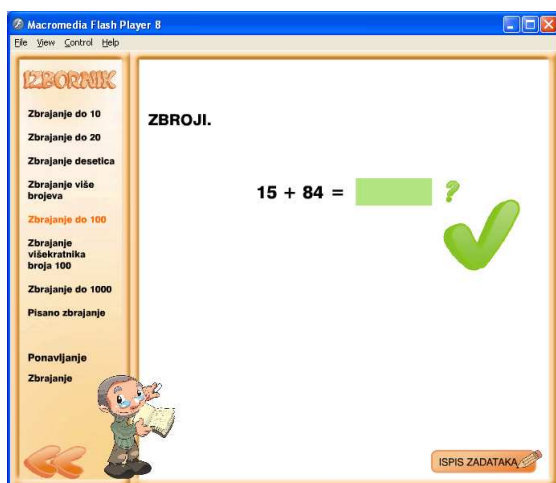 Macromedia Flash Player 8
File View Control Help
IZBORNIK
Zbrajanje do 10
Zbrajanje do 20
Zbrajanje desetica
Zbrajanje više
brojeva
Zbrajanje do 100
Zbrajanje
višekratnika
broja 100
Zbrajanje do 1000
Pisano zbrajanje
Ponavljanje
Zbrajanje
ZBROJI.
15 + 84 = ?
ISPIS ZADATAKA